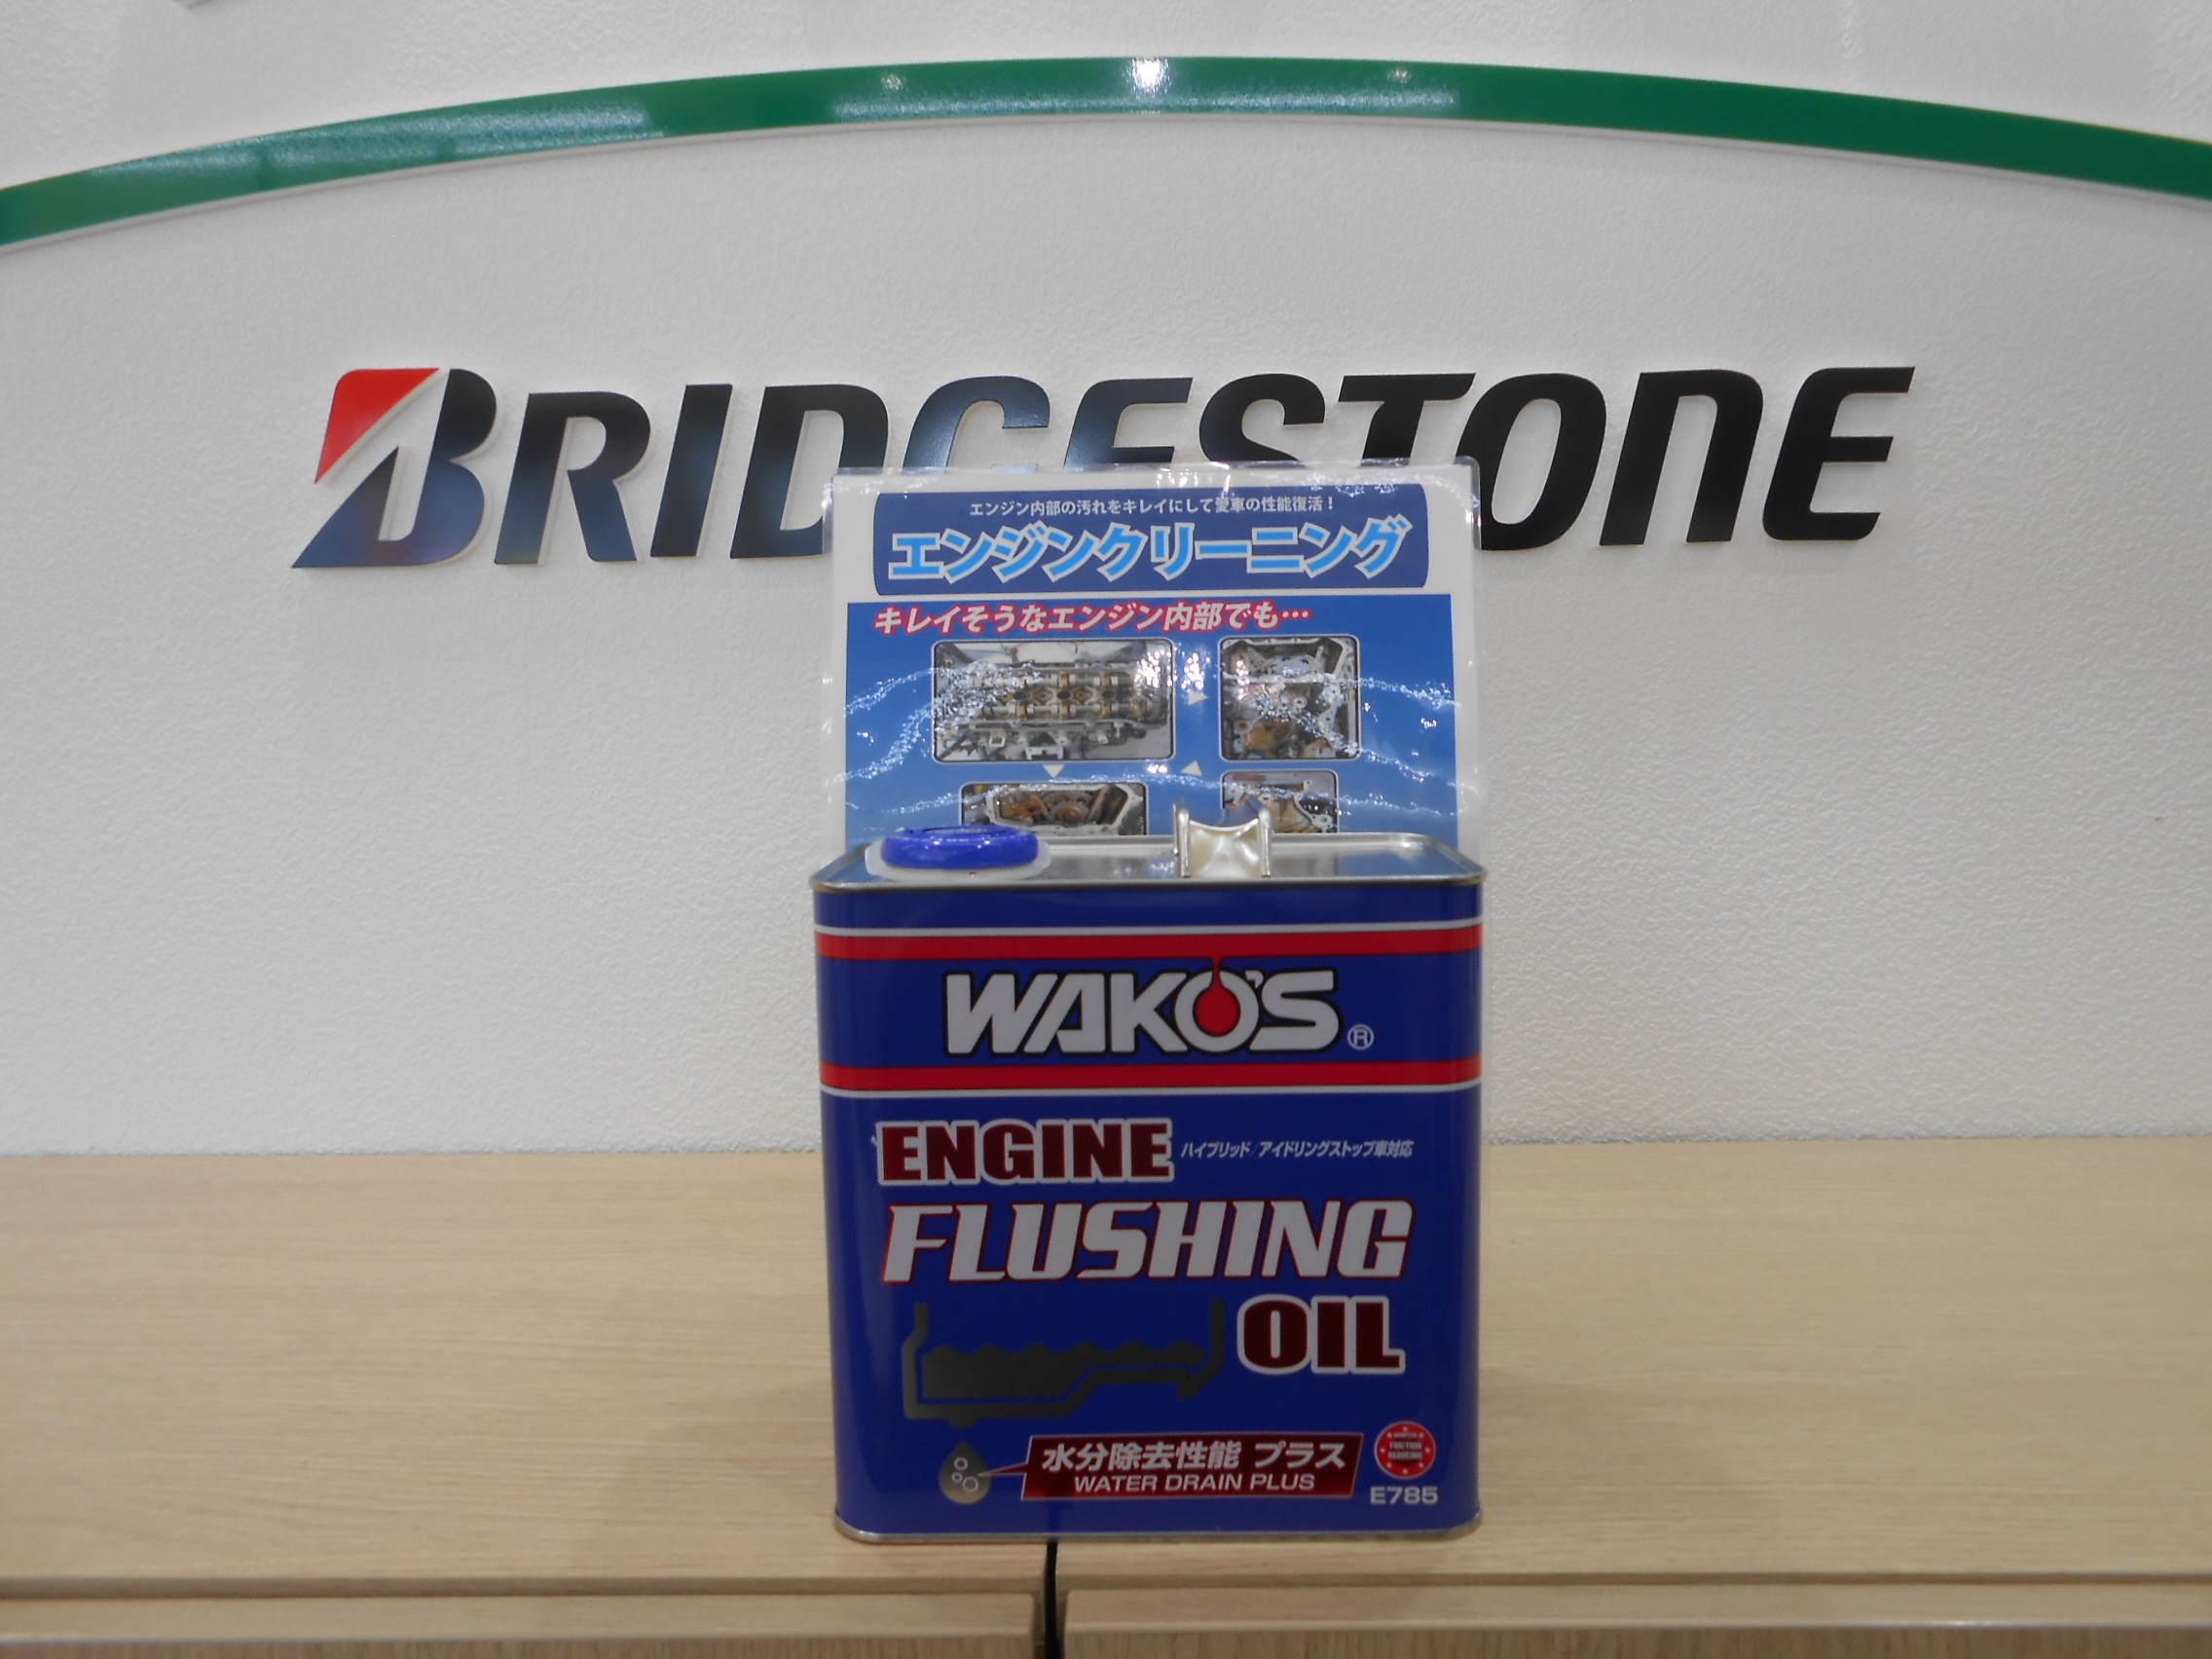 BRIDGESTONE
エンジン内部の汚れをキレイにして愛車の性能復活！
エンジンクリーニング
キレイそうなエンジン内部でも…
WAKO'S ®
ENGINE ハイブリッド/アイドリングストップ車対応
FLUSHING
OIL
水分除去性能 プラス
WATER DRAIN PLUS
E785